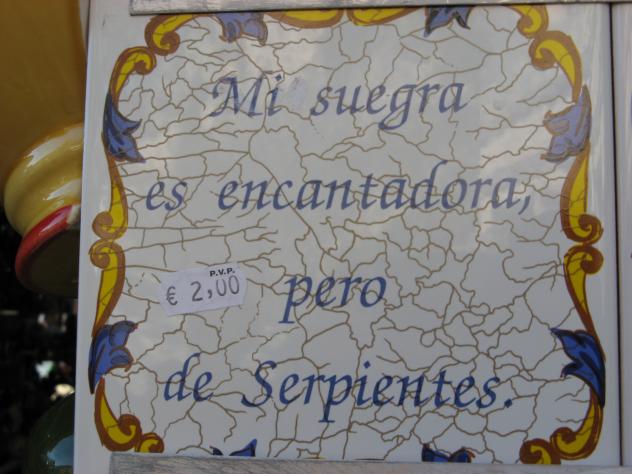 Mi suegra
es encantadora,
P.V.P.
€ 2,00
pero
de Serpientes.